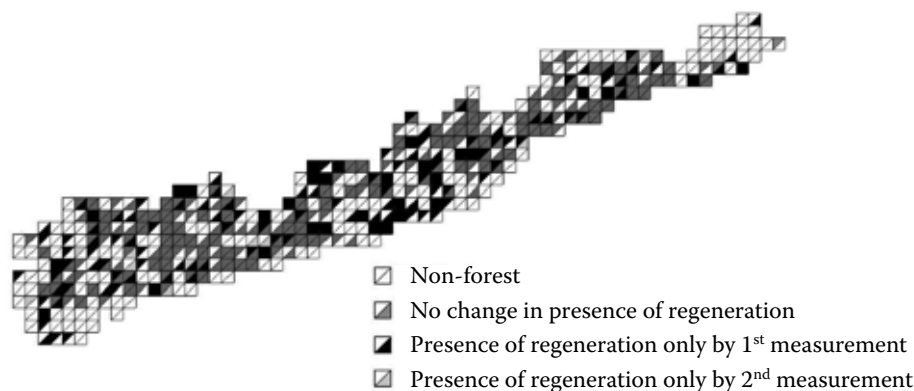 Non-forest
No change in presence of regeneration
Presence of regeneration only by 1st measurement
Presence of regeneration only by 2nd measurement